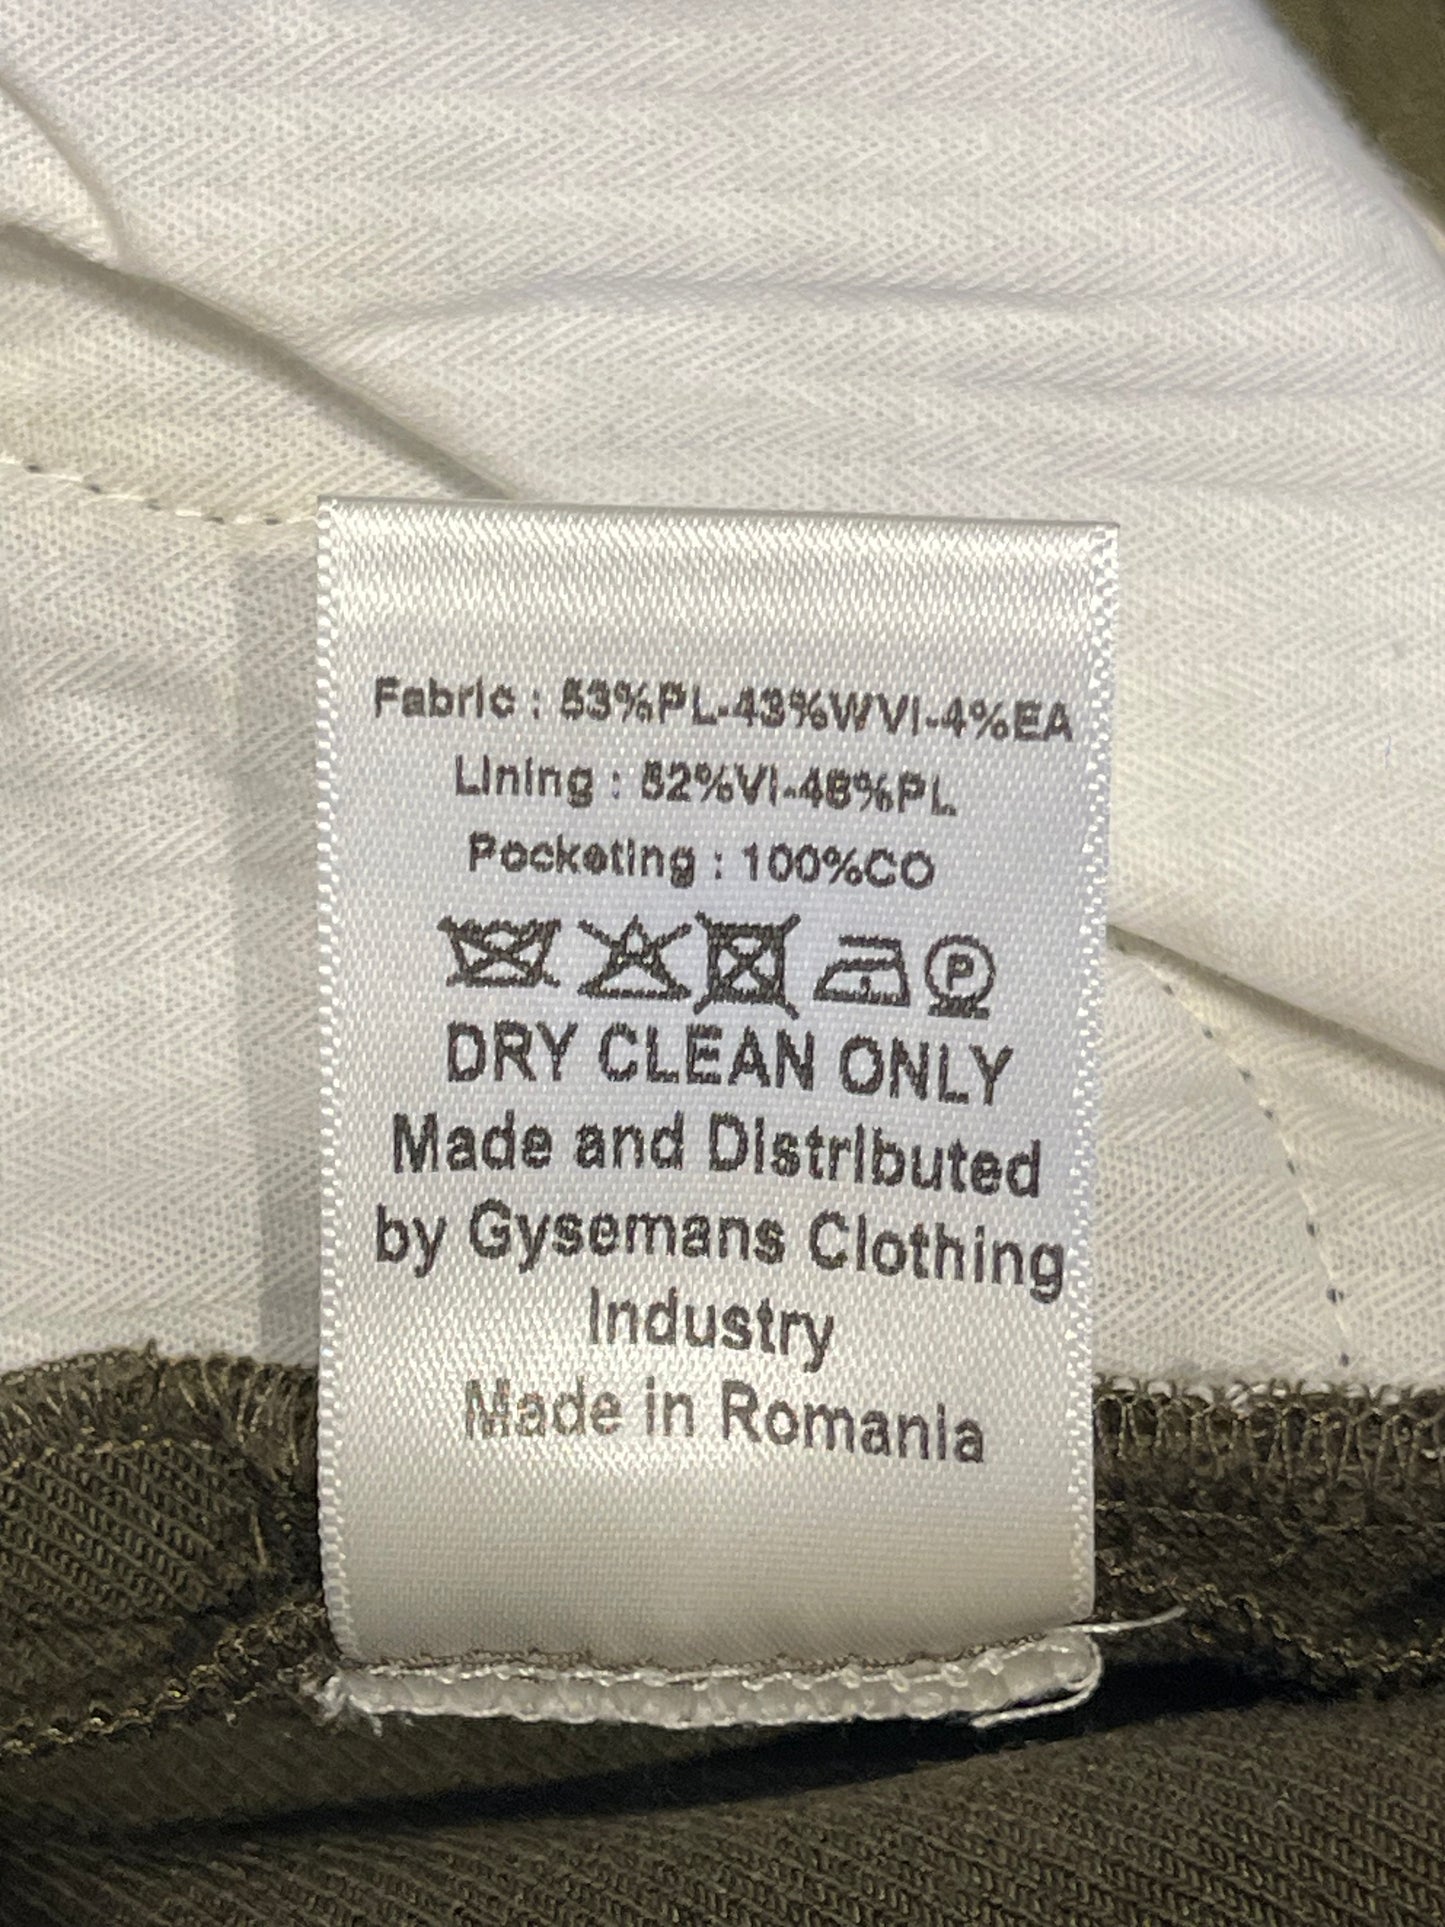 Fabric : 53%PL-43%WVI-4%EA
Lining : 52%VI-48%PL
Pocketing : 100%CO
P
DRY CLEAN ONLY
Made and Distributed
by Gysemans Clothing
Industry
Made in Romania